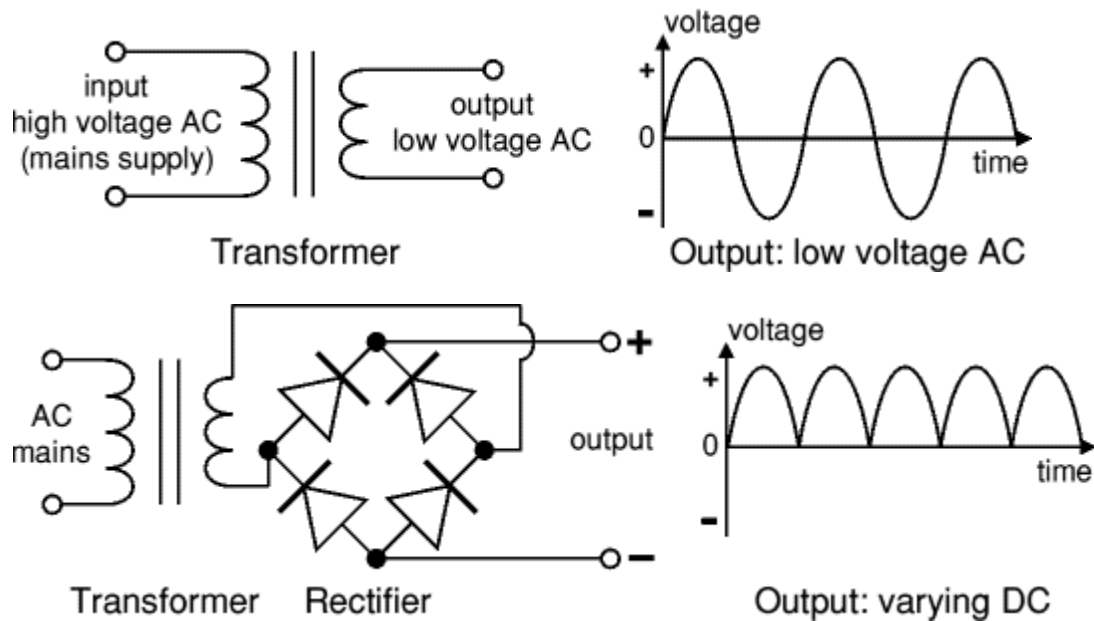 input
high voltage AC
(mains supply)
output
low voltage AC
Transformer
voltage
+
0
-
time
Output: low voltage AC
AC
mains
+
output
−
Transformer
Rectifier
voltage
+
0
-
time
Output: varying DC